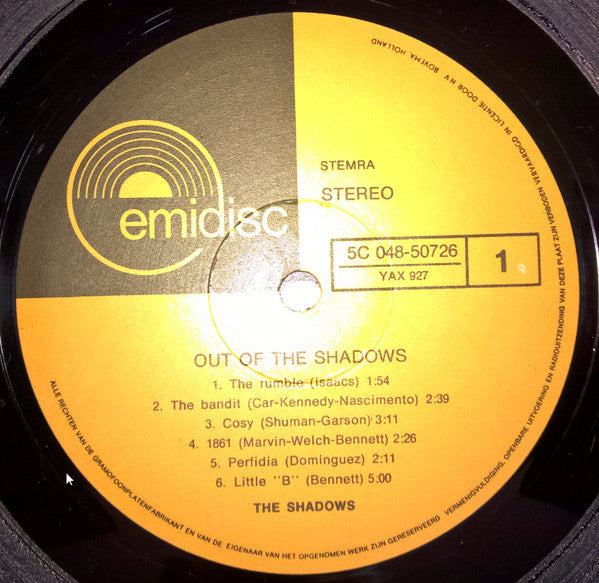 emidisc
STEMRA
STEREO
5C 048-50726
YAX 927
1
OUT OF THE SHADOWS
1. The rumble (Isaacs) 1:54
2. The bandit (Car-Kennedy-Nascimento) 2:39
3. Cosy (Shuman-Garson) 3:11
4. 1861 (Marvin-Welch-Bennett) 2:26
5. Perfidia (Dominguez) 2:11
6. Little "B" (Bennett) 5:00
THE SHADOWS
ALLE RECHTEN VAN DE GRAMOFOONPLATENFABRIKANT EN VAN DE EIGENAAR VAN HET OPGENOMEN WERK ZIJN GERESERVEERD. VERMENIGVULDIGING, OPENBARE UITVOERING EN RADIOUITZENDING VAN DEZE PLAAT ZIJN VERBODEN VERVAARDIGD IN LICENTIE DOOR N.V. BOVEMA HOLLAND